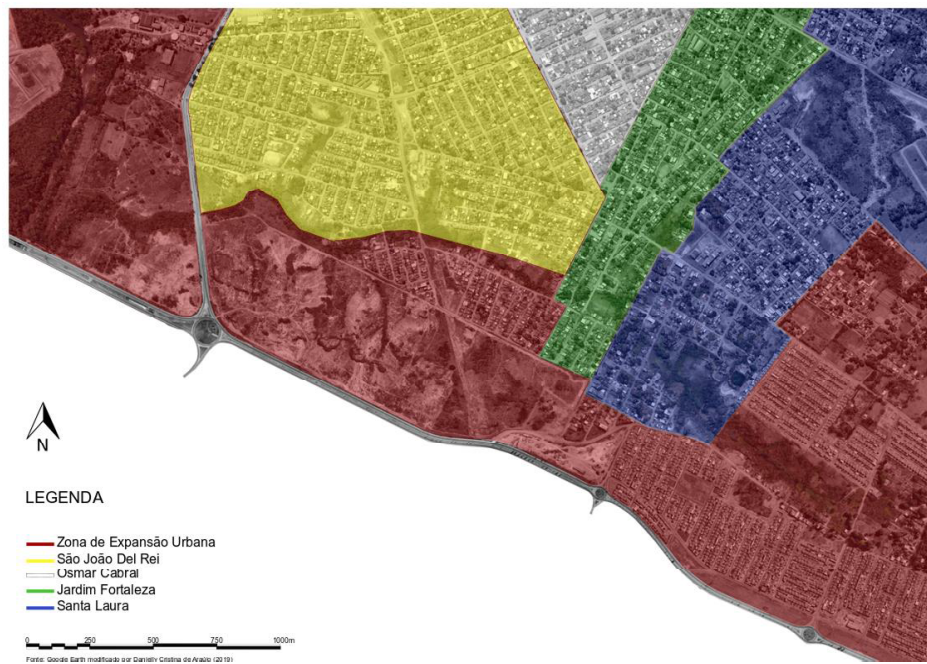 N
LEGENDA
Zona de Expansão Urbana
São João Del Rei
Osmar Cabral
Jardim Fortaleza
Santa Laura
0 250 500 750 1000m
Fonte: Google Earth modificado por Danielly Cristina de Araújo (2019)